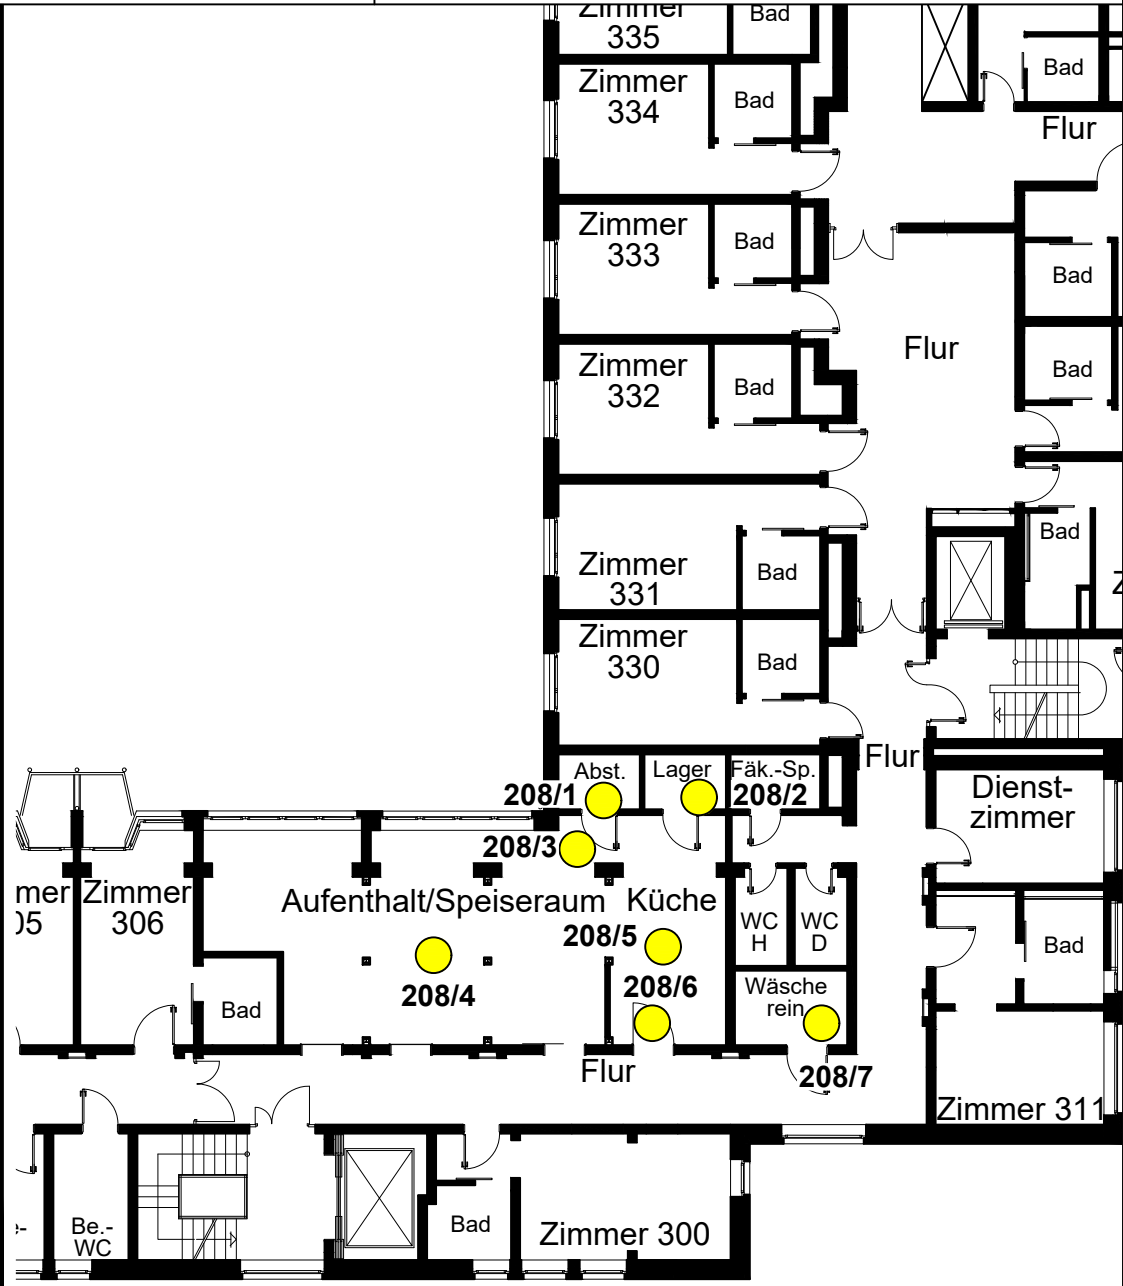 Zimmer
335
Bad
Zimmer
334
Bad
Bad
Flur
Zimmer
333
Bad
Bad
Flur
Zimmer
332
Bad
Bad
Zimmer
331
Bad
Bad
Zimmer
330
Bad
Flur
Abst.
Lager
Fäk.-Sp.
208/1
208/2
Dienst-
zimmer
208/3
Zimmer
306
05
Aufenthalt/Speiseraum
Küche
WC
H
WC
D
208/5
Bad
208/4
208/6
Wäsche
rein
Bad
Flur
208/7
Zimmer 311
Be.-
WC
Bad
Zimmer 300